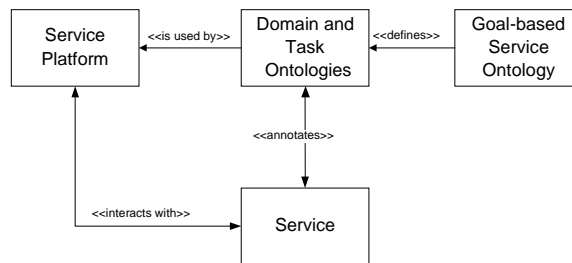 Service
Platform
<<is used by>>
Domain and
Task
Ontologies
<<defines>>
Goal-based
Service
Ontology
<<annotates>>
<<interacts with>>
Service